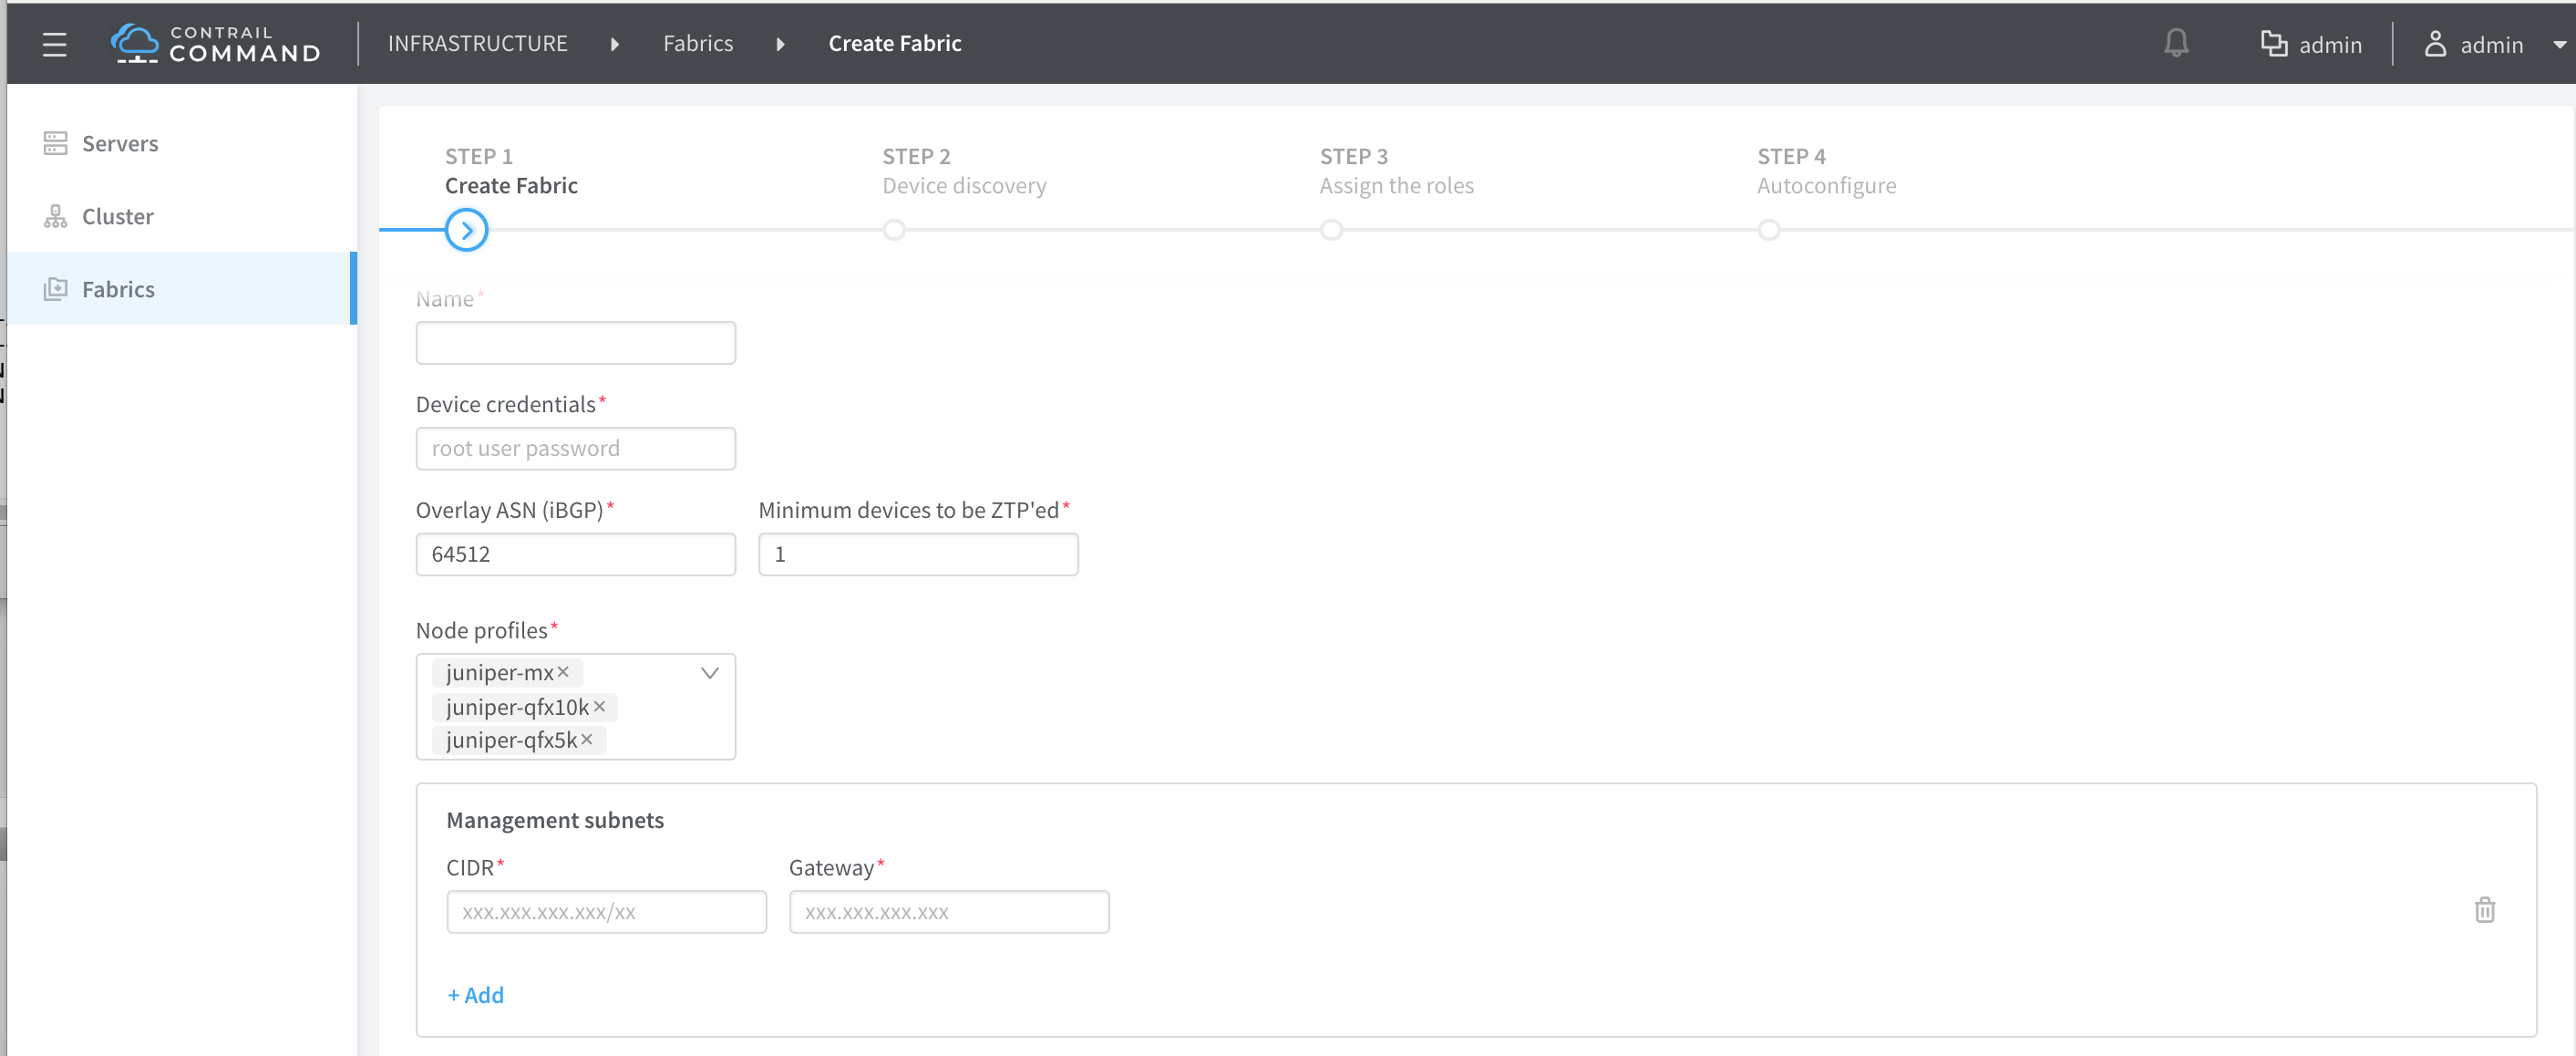 CONTRAIL
COMMAND
INFRASTRUCTURE
Fabrics
Create Fabric
admin
admin
Servers
Cluster
Fabrics
STEP 1
Create Fabric
STEP 2
Device discovery
STEP 3
Assign the roles
STEP 4
Autoconfigure
Name*
Device credentials*
root user password
Overlay ASN (iBGP)*
64512
Minimum devices to be ZTP'ed*
1
Node profiles*
juniper-mx×
juniper-qfx10k×
juniper-qfx5k×
Management subnets
CIDR*
xxx.xxx.xxx.xxx/xx
Gateway*
xxx.xxx.xxx.xxx
+ Add